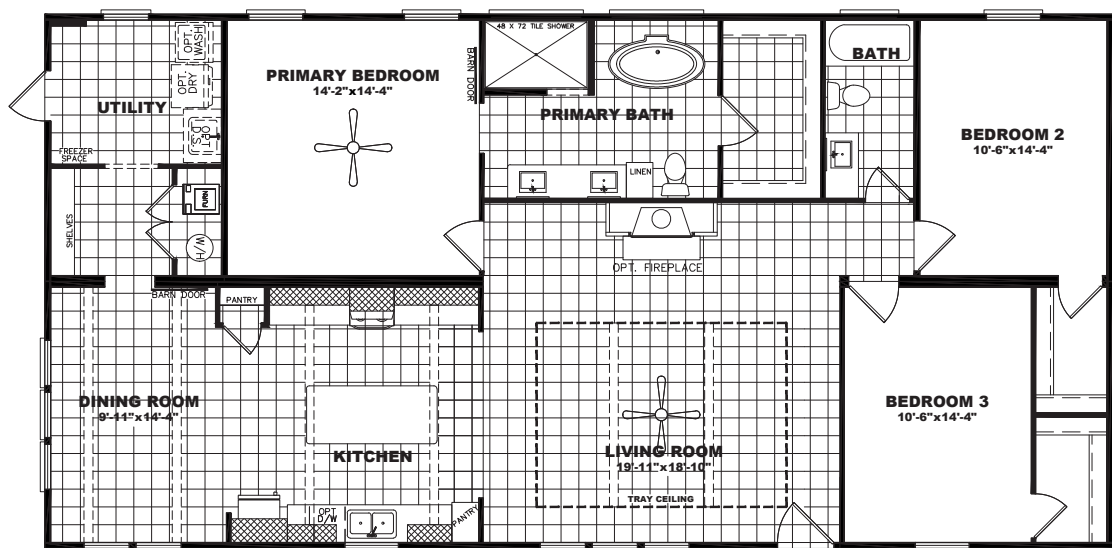 48 X 72 TILE SHOWER
OPT.
WASH
OPT.
DRY
OPT.
D.S.
UTILITY
FREEZER
SPACE
SHELVES
FURN
W/H
PRIMARY BEDROOM
14'-2"x14'-4"
BARN DOOR
PRIMARY BATH
LINEN
BATH
BEDROOM 2
10'-6"x14'-4"
OPT. FIREPLACE
BARN DOOR
PANTRY
DINING ROOM
9'-11"x14'-4"
KITCHEN
OPT
D/W
PANTRY
LIVING ROOM
19'-11"x18'-10"
TRAY CEILING
BEDROOM 3
10'-6"x14'-4"